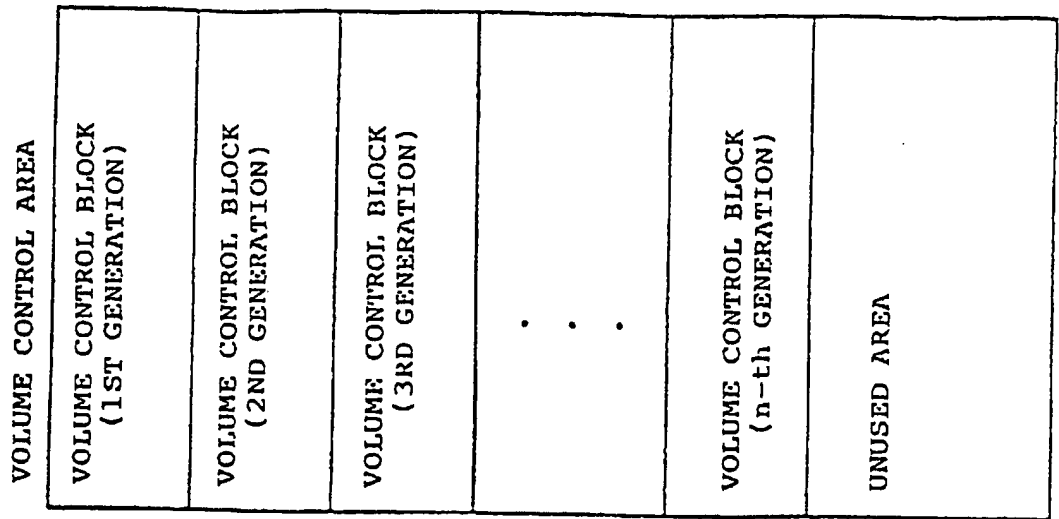 VOLUME CONTROL AREA
VOLUME CONTROL BLOCK
(1ST GENERATION)
VOLUME CONTROL BLOCK
(2ND GENERATION)
VOLUME CONTROL BLOCK
(3RD GENERATION)
. . .
VOLUME CONTROL BLOCK
(n-th GENERATION)
UNUSED AREA